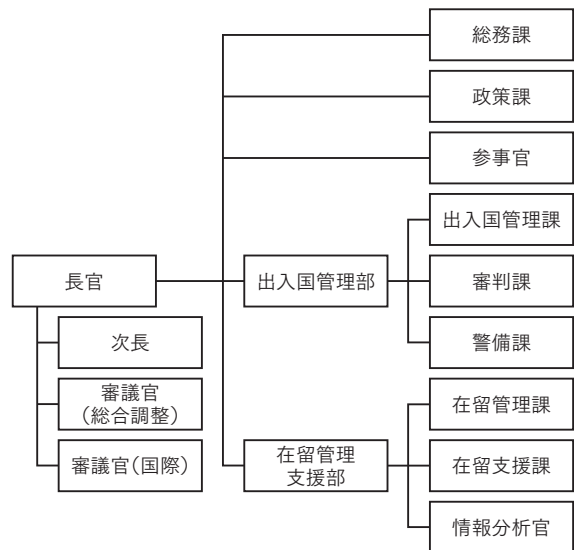 総務課
政策課
参事官
出入国管理課
長官
出入国管理部
審判課
次長
警備課
審議官
（総合調整）
在留管理課
審議官（国際）
在留管理
支援部
在留支援課
情報分析官